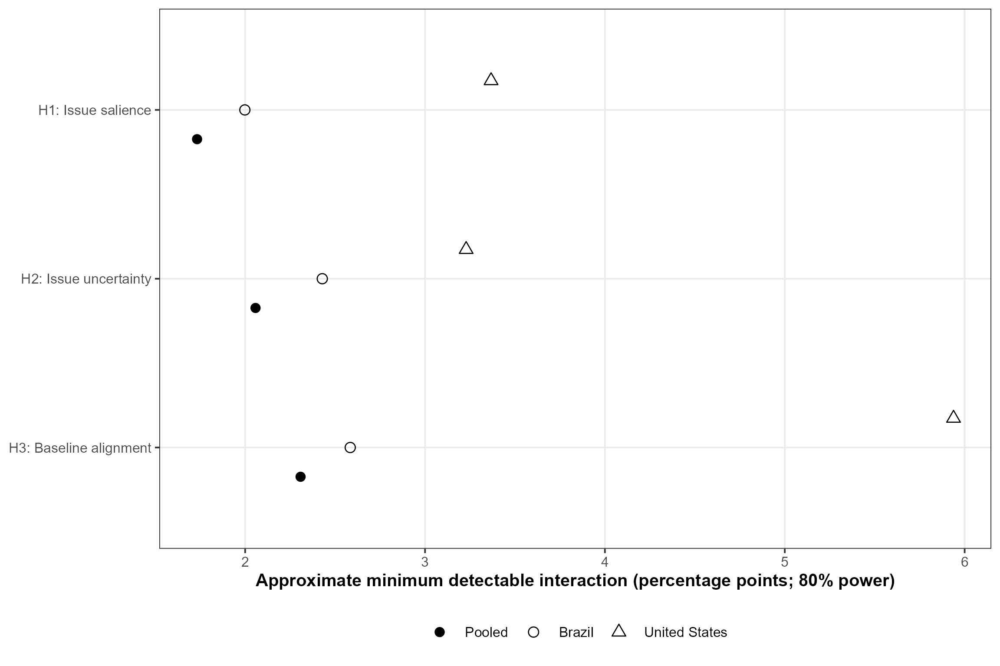 H1: Issue salience
H2: Issue uncertainty
H3: Baseline alignment
2 3 4 5 6
Approximate minimum detectable interaction (percentage points; 80% power)
Pooled Brazil United States